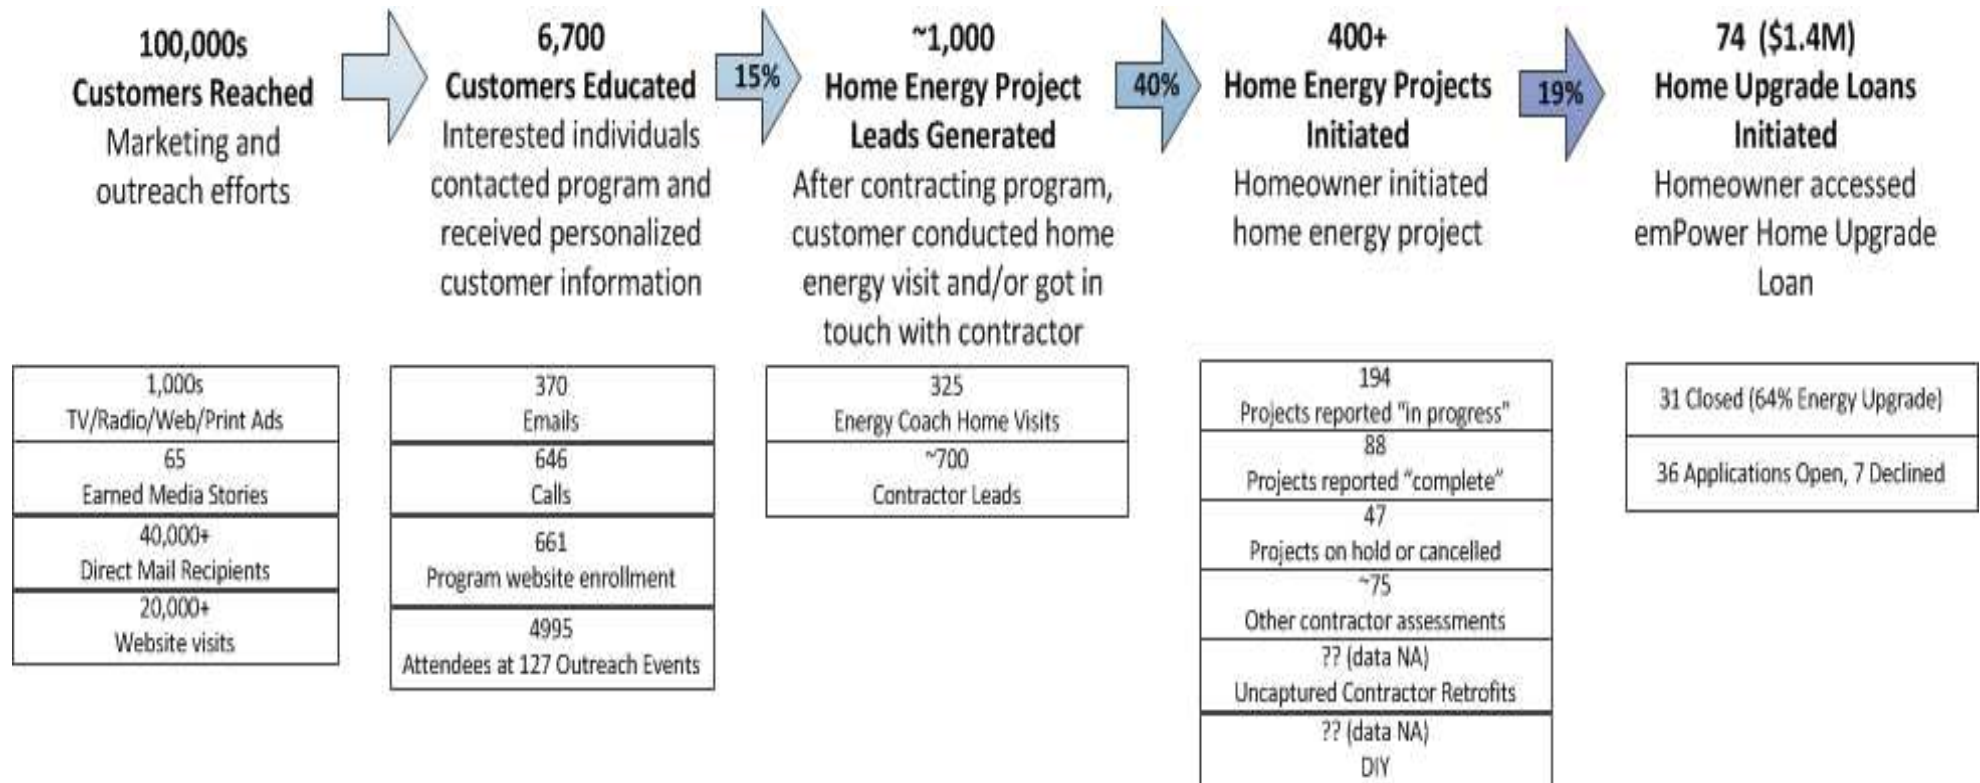 100,000s
Customers Reached
Marketing and
outreach efforts
6,700
Customers Educated
Interested individuals
contacted program and
received personalized
customer information
15%
~1,000
Home Energy Project
Leads Generated
After contracting program,
customer conducted home
energy visit and/or got in
touch with contractor
40%
400+
Home Energy Projects
Initiated
Homeowner initiated
home energy project
19%
74 ($1.4M)
Home Upgrade Loans
Initiated
Homeowner accessed
emPower Home Upgrade
Loan
1,000s
TV/Radio/Web/Print Ads
65
Earned Media Stories
40,000+
Direct Mail Recipients
20,000+
Website visits
370
Emails
646
Calls
661
Program website enrollment
4995
Attendees at 127 Outreach Events
325
Energy Coach Home Visits
~700
Contractor Leads
194
Projects reported "in progress"
88
Projects reported "complete"
47
Projects on hold or cancelled
~75
Other contractor assessments
?? (data NA)
Uncaptured Contractor Retrofits
?? (data NA)
DIY
31 Closed (64% Energy Upgrade)
36 Applications Open, 7 Declined